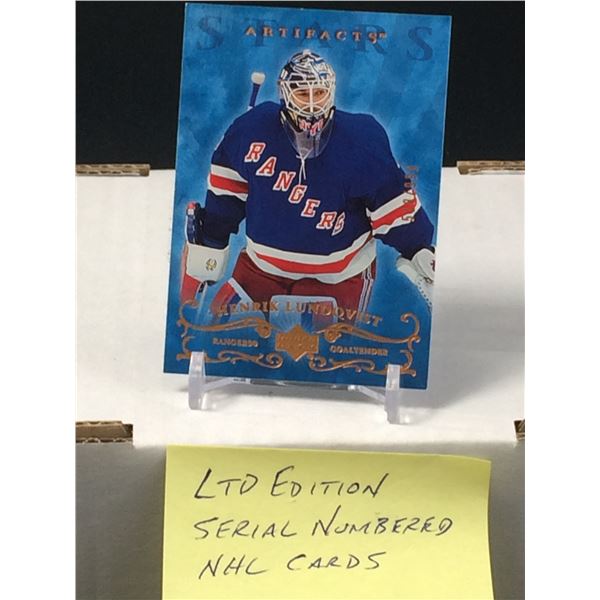 STARS
ARTIFACTS
RANGERS
HENRIK LUNDQVIST
RANGERS® GOALTENDER
LTD EDITION
SERIAL NUMBERED
NHL CARDS